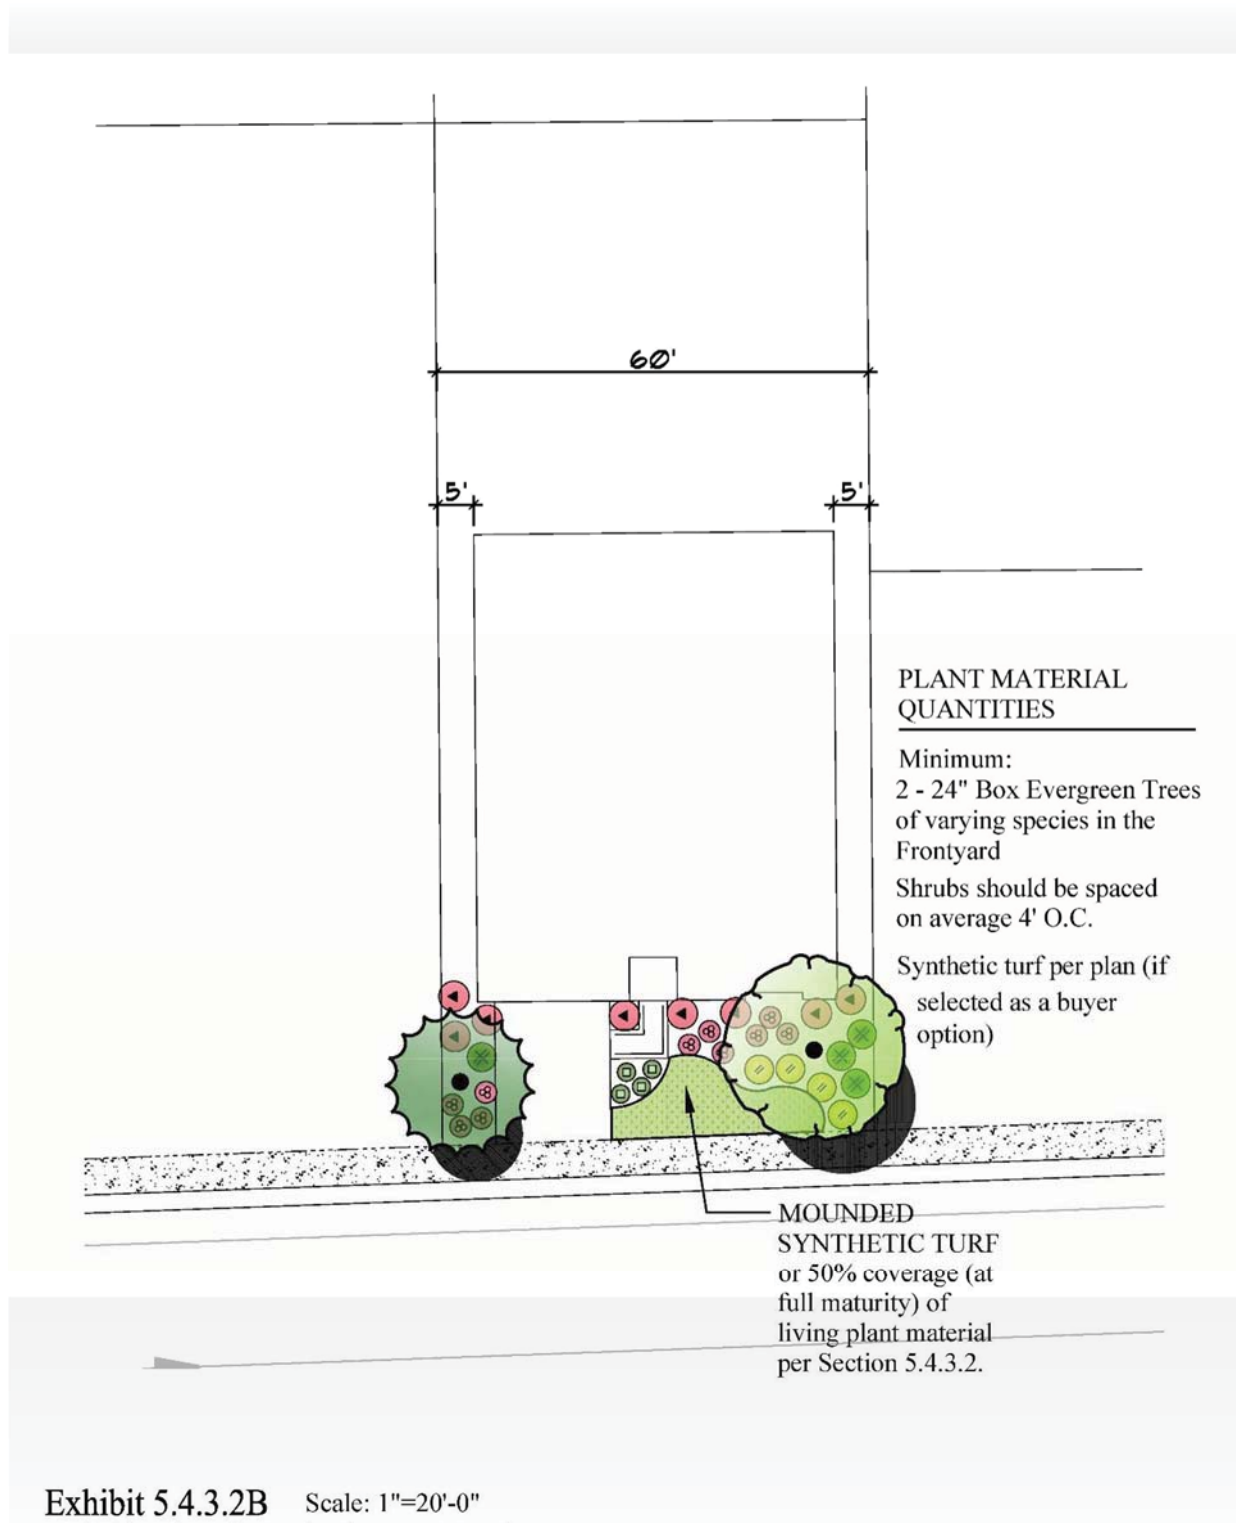 60'
5'
5'
PLANT MATERIAL
QUANTITIES
Minimum:
2 - 24" Box Evergreen Trees
of varying species in the
Frontyard
Shrubs should be spaced
on average 4' O.C.
Synthetic turf per plan (if
selected as a buyer
option)
MOUNDED
SYNTHETIC TURF
or 50% coverage (at
full maturity) of
living plant material
per Section 5.4.3.2.
Exhibit 5.4.3.2B Scale: 1"=20'-0"